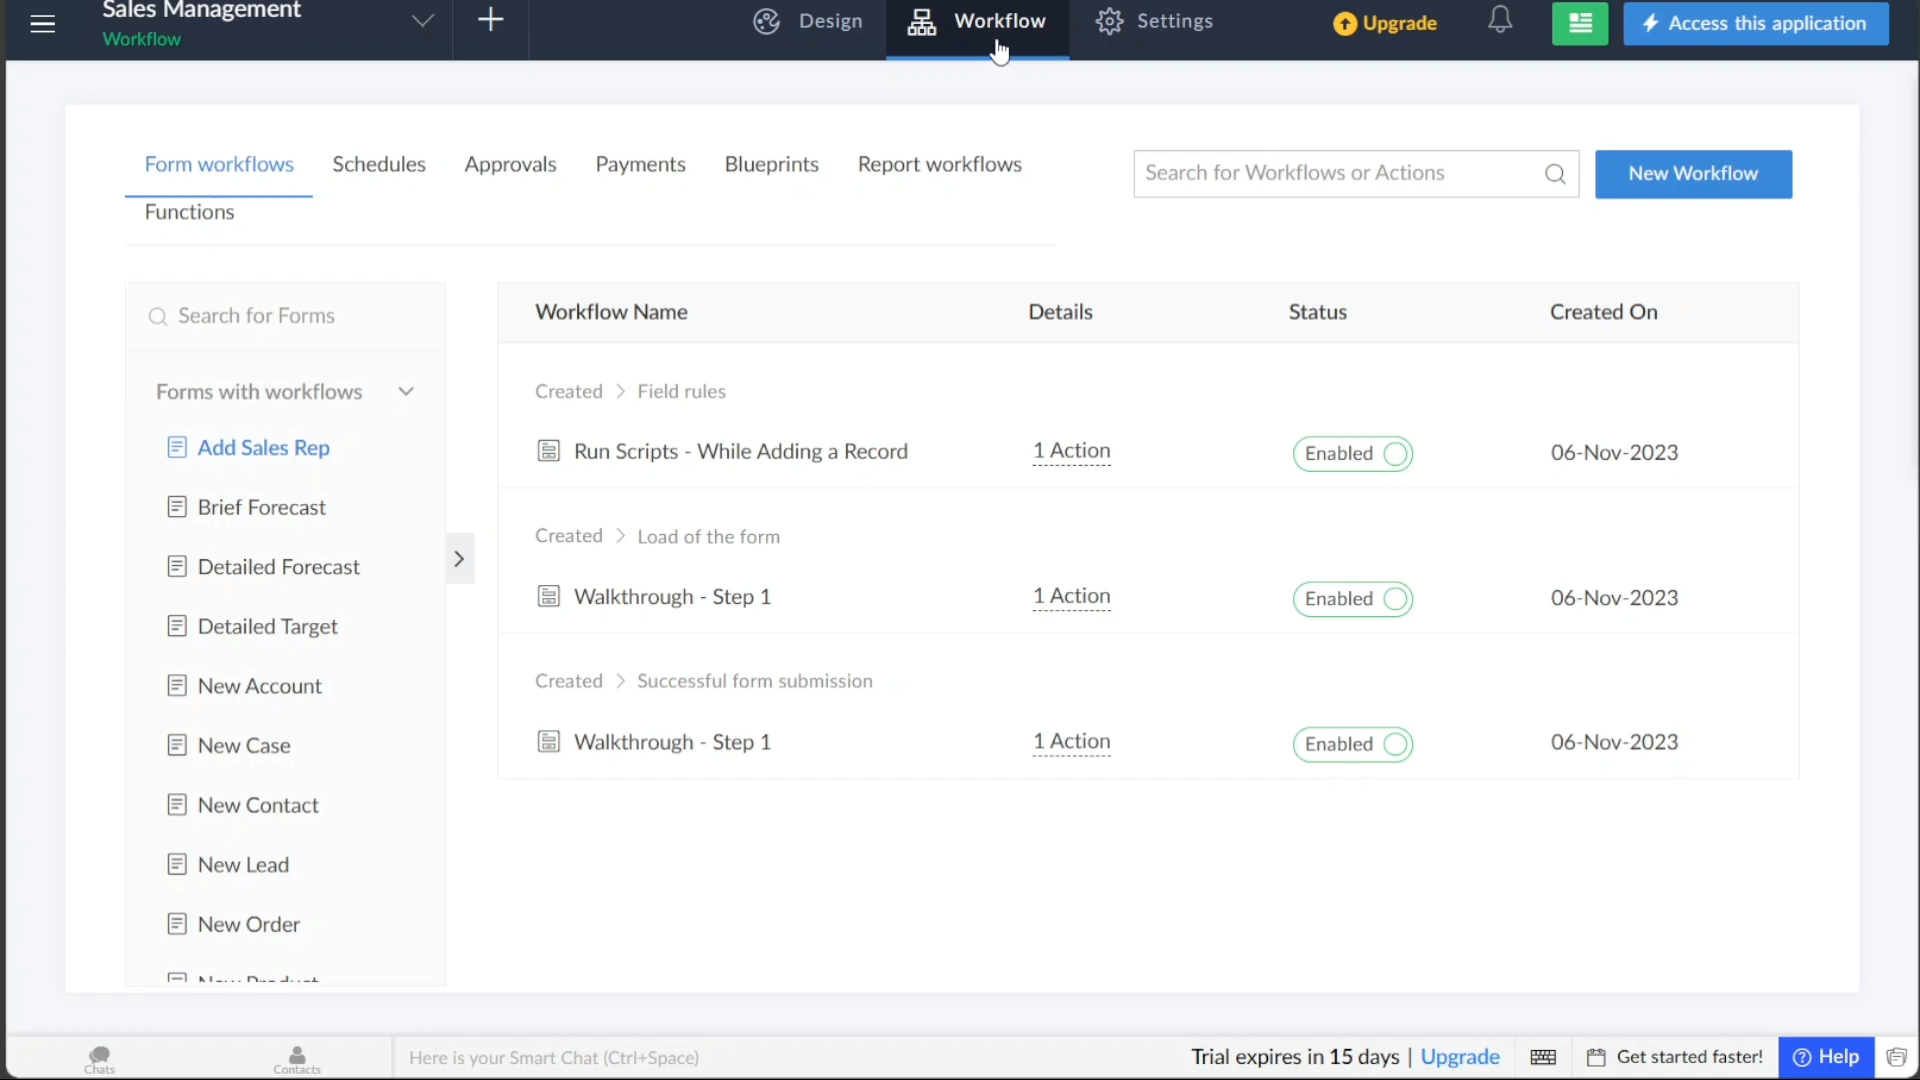 Sales Management
Workflow
Design
Workflow
Settings
Upgrade
Access this application
Form workflows
Schedules
Approvals
Payments
Blueprints
Report workflows
Functions
Search for Workflows or Actions
New Workflow
Search for Forms
Forms with workflows
Add Sales Rep
Brief Forecast
Detailed Forecast
Detailed Target
New Account
New Case
New Contact
New Lead
New Order
New Product
Workflow Name Details Status Created On
Created > Field rules
Run Scripts - While Adding a Record 1 Action Enabled 06-Nov-2023
Created > Load of the form
Walkthrough - Step 1 1 Action Enabled 06-Nov-2023
Created > Successful form submission
Walkthrough - Step 1 1 Action Enabled 06-Nov-2023
Chats
Contacts
Here is your Smart Chat (Ctrl+Space)
Trial expires in 15 days | Upgrade
Get started faster!
Help